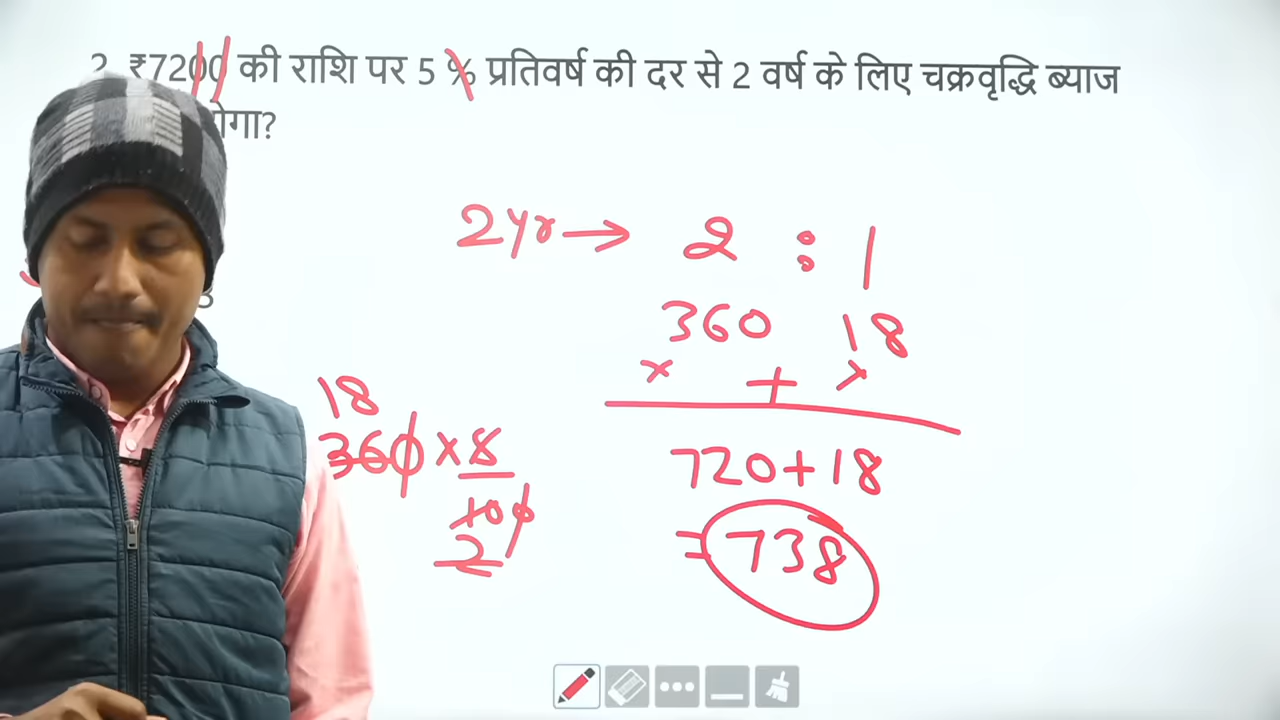 2. ₹7200 की राशि पर 5 % प्रतिवर्ष की दर से 2 वर्ष के लिए चक्रवृद्धि ब्याज
2yr → 2 : 1
360 18
× + ×
720+18
= 738
18
360 × 5
100
2